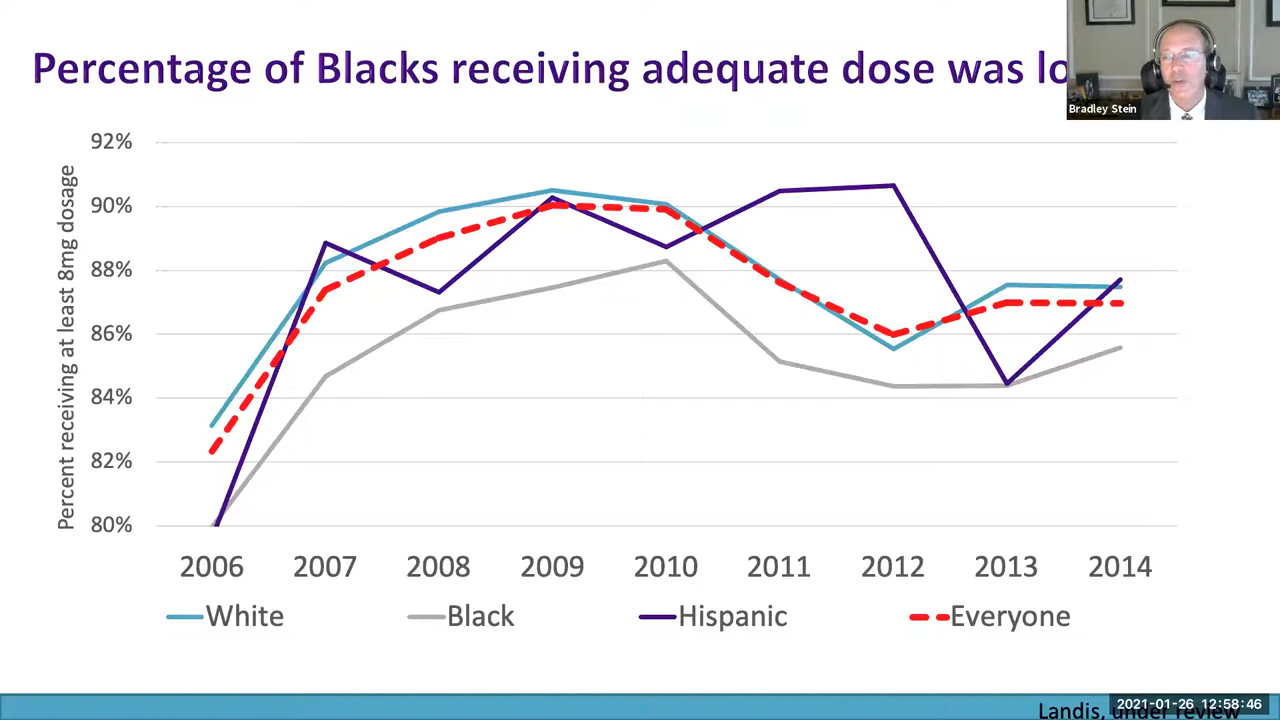 Percentage of Blacks receiving adequate dose was
Bradley Stein
Percent receiving at least 8mg dosage
92%
90%
88%
86%
84%
82%
80%
2006 2007 2008 2009 2010 2011 2012 2013 2014
White Black Hispanic Everyone
Landis, under review
2021-01-26 12:58:46